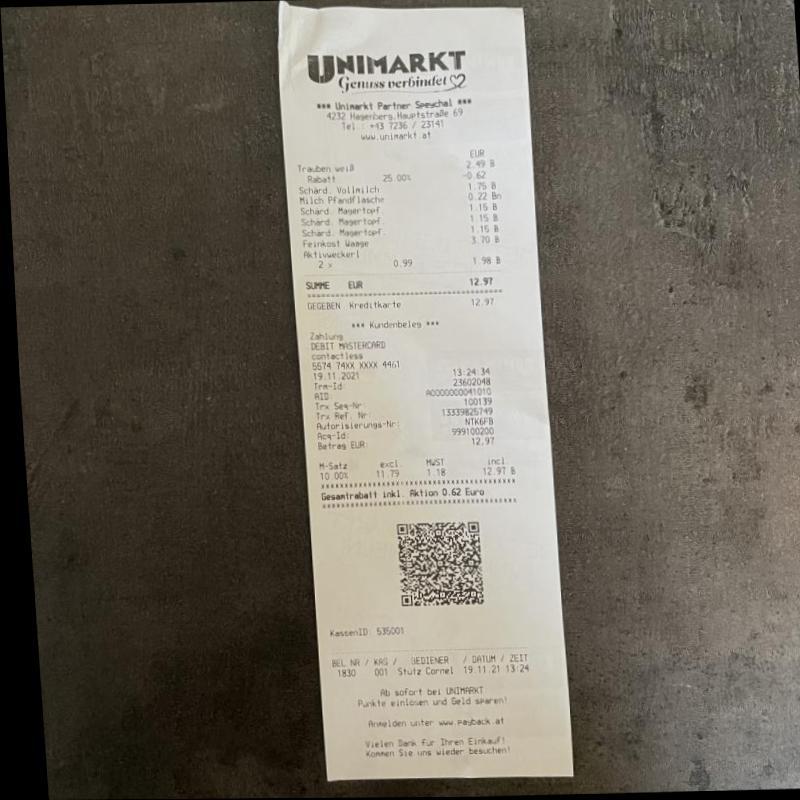 UNIMARKT
Genuss verbindet
*** Unimarkt Partner Speychal ***
4232 Hagenberg,Hauptstraße 69
Tel.: +43 7236 / 23141
www.unimarkt.at
EUR
Trauben weiß 2.49 B
Rabatt 25.00% -0.62
Schärd. Vollmilch 1.75 B
Milch Pfandflasche 0.22 Bn
Schärd. Magertopf. 1.15 B
Schärd. Magertopf. 1.15 B
Schärd. Magertopf. 1.15 B
Feinkost Waage 3.70 B
Aktivweckerl
2 x 0.99 1.98 B
SUMME EUR 12.97
GEGEBEN Kreditkarte 12.97
*** Kundenbeleg ***
Zahlung
DEBIT MASTERCARD
contactless
5574 74XX XXXX 4461
19.11.2021 13:24:34
Trm-Id: 23602048
AID: A0000000041010
Trx Seq-Nr: 100139
Trx Ref. Nr: 13339825749
Autorisierungs-Nr: NTK6FB
Acq-Id: 999100200
Betrag EUR: 12,97
M-Satz excl. MWST incl.
10.00% 11.79 1.18 12.97 B
Gesamtrabatt inkl. Aktion 0.62 Euro
KassenID: 535001
BEL NR / KAS / BEDIENER / DATUM / ZEIT
1830 001 Stütz Cornel 19.11.21 13:24
Ab sofort bei UNIMARKT
Punkte einlösen und Geld sparen!
Anmelden unter www.payback.at
Vielen Dank für Ihren Einkauf!
Kommen Sie uns wieder besuchen!